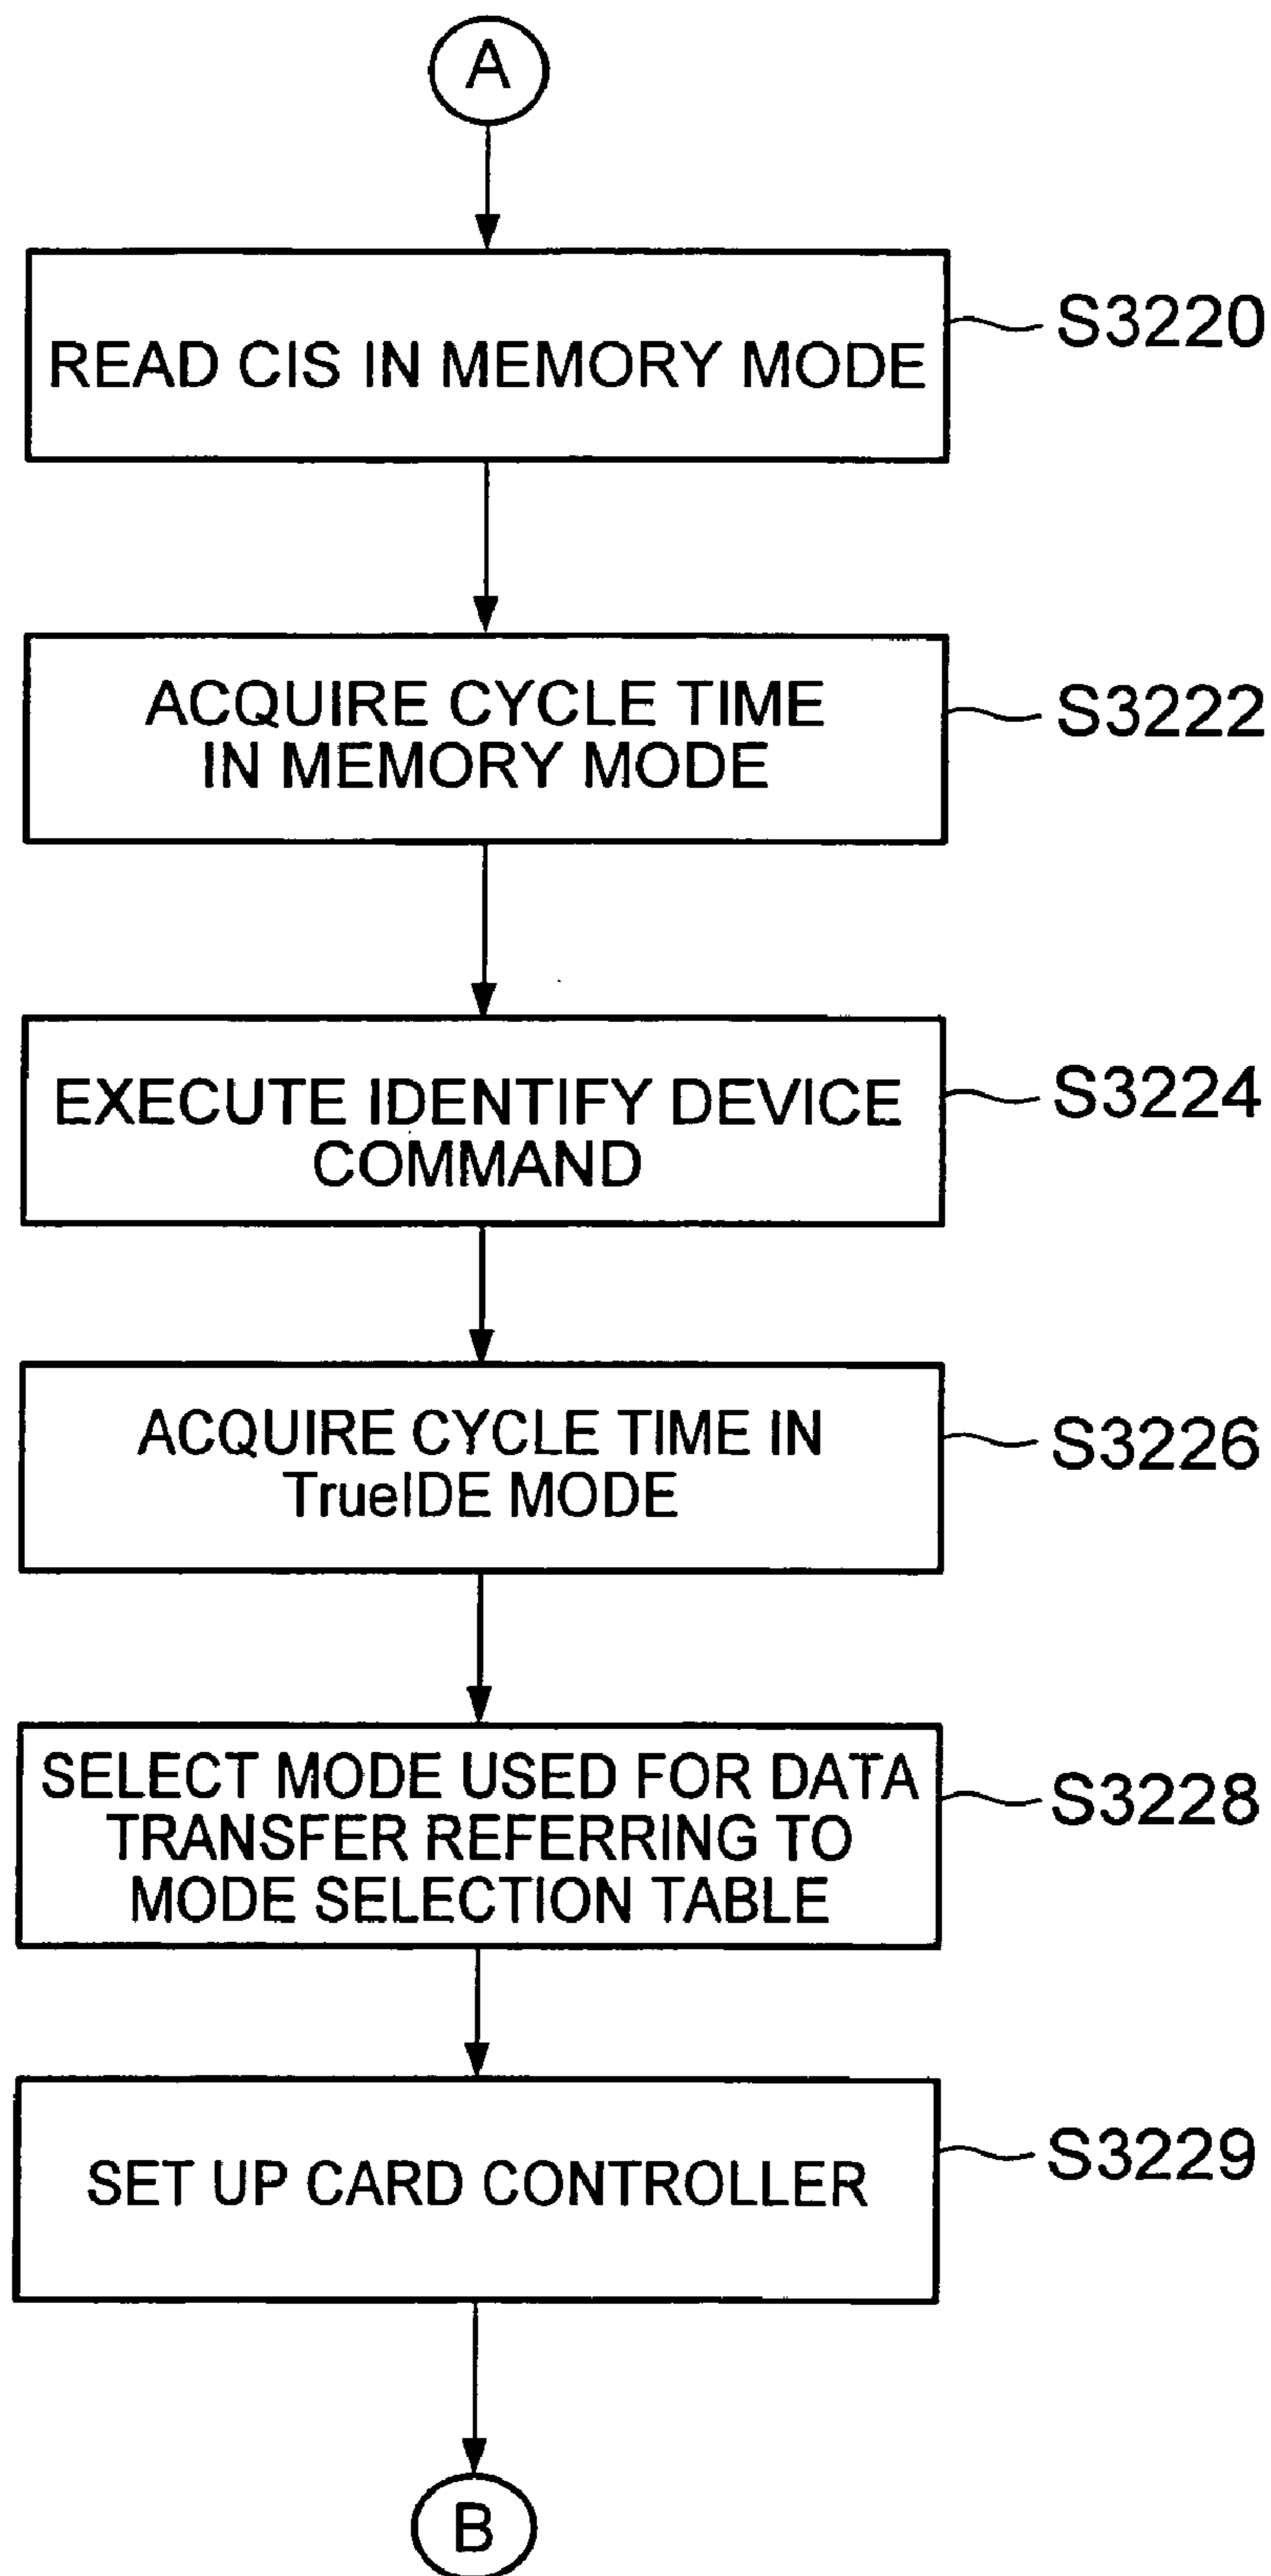 A
READ CIS IN MEMORY MODE
S3220
ACQUIRE CYCLE TIME
IN MEMORY MODE
S3222
EXECUTE IDENTIFY DEVICE
COMMAND
S3224
ACQUIRE CYCLE TIME IN
TrueIDE MODE
S3226
SELECT MODE USED FOR DATA
TRANSFER REFERRING TO
MODE SELECTION TABLE
S3228
SET UP CARD CONTROLLER
S3229
B